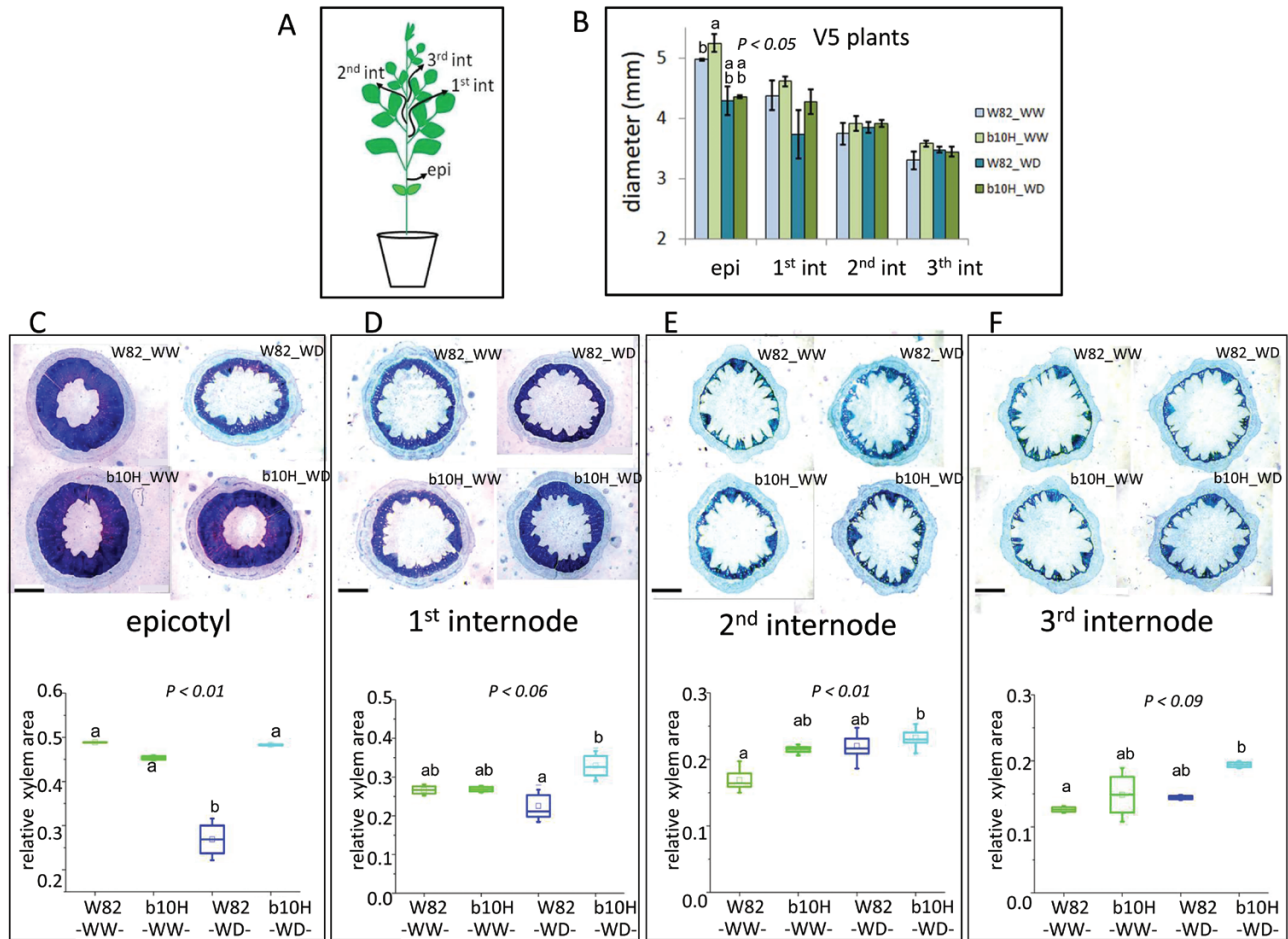 A
3rd int
2nd int
1st int
epi
B
V5 plants
P < 0.05
a
b
a a
b b
diameter (mm)
5
4
3
2
epi 1st int 2nd int 3th int
W82_WW
b10H_WW
W82_WD
b10H_WD
C
W82_WW
W82_WD
b10H_WW
b10H_WD
epicotyl
P < 0.01
relative xylem area
0.6
0.5
0.4
0.3
0.2
a
a
b
a
W82 b10H W82 b10H
-WW- -WW- -WD- -WD-
D
W82_WW
W82_WD
b10H_WW
b10H_WD
1st internode
P < 0.06
relative xylem area
0.5
0.4
0.3
0.2
0.1
0.0
ab
ab
a
b
W82 b10H W82 b10H
-WW- -WW- -WD- -WD-
E
W82_WW
W82_WD
b10H_WW
b10H_WD
2nd internode
P < 0.01
relative xylem area
0.3
0.2
0.1
0.0
a
ab
ab
b
W82 b10H W82 b10H
-WW- -WW- -WD- -WD-
F
W82_WW
W82_WD
b10H_WW
b10H_WD
3rd internode
P < 0.09
relative xylem area
0.3
0.2
0.1
0.0
a
ab
ab
b
W82 b10H W82 b10H
-WW- -WW- -WD- -WD-